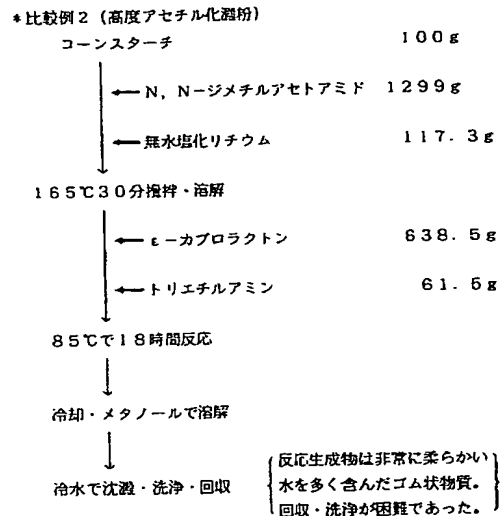 *比較例2（高度アセチル化澱粉）
コーンスターチ 100g
N，N－ジメチルアセトアミド 1299g
無水塩化リチウム 117．3g
165℃30分撹拌・溶解
ε－カプロラクトン 638．5g
トリエチルアミン 61．5g
85℃で18時間反応
冷却・メタノールで溶解
反応生成物は非常に柔らかい
水を多く含んだゴム状物質。
冷水で沈澱・洗浄・回収
回収・洗浄が困難であった。